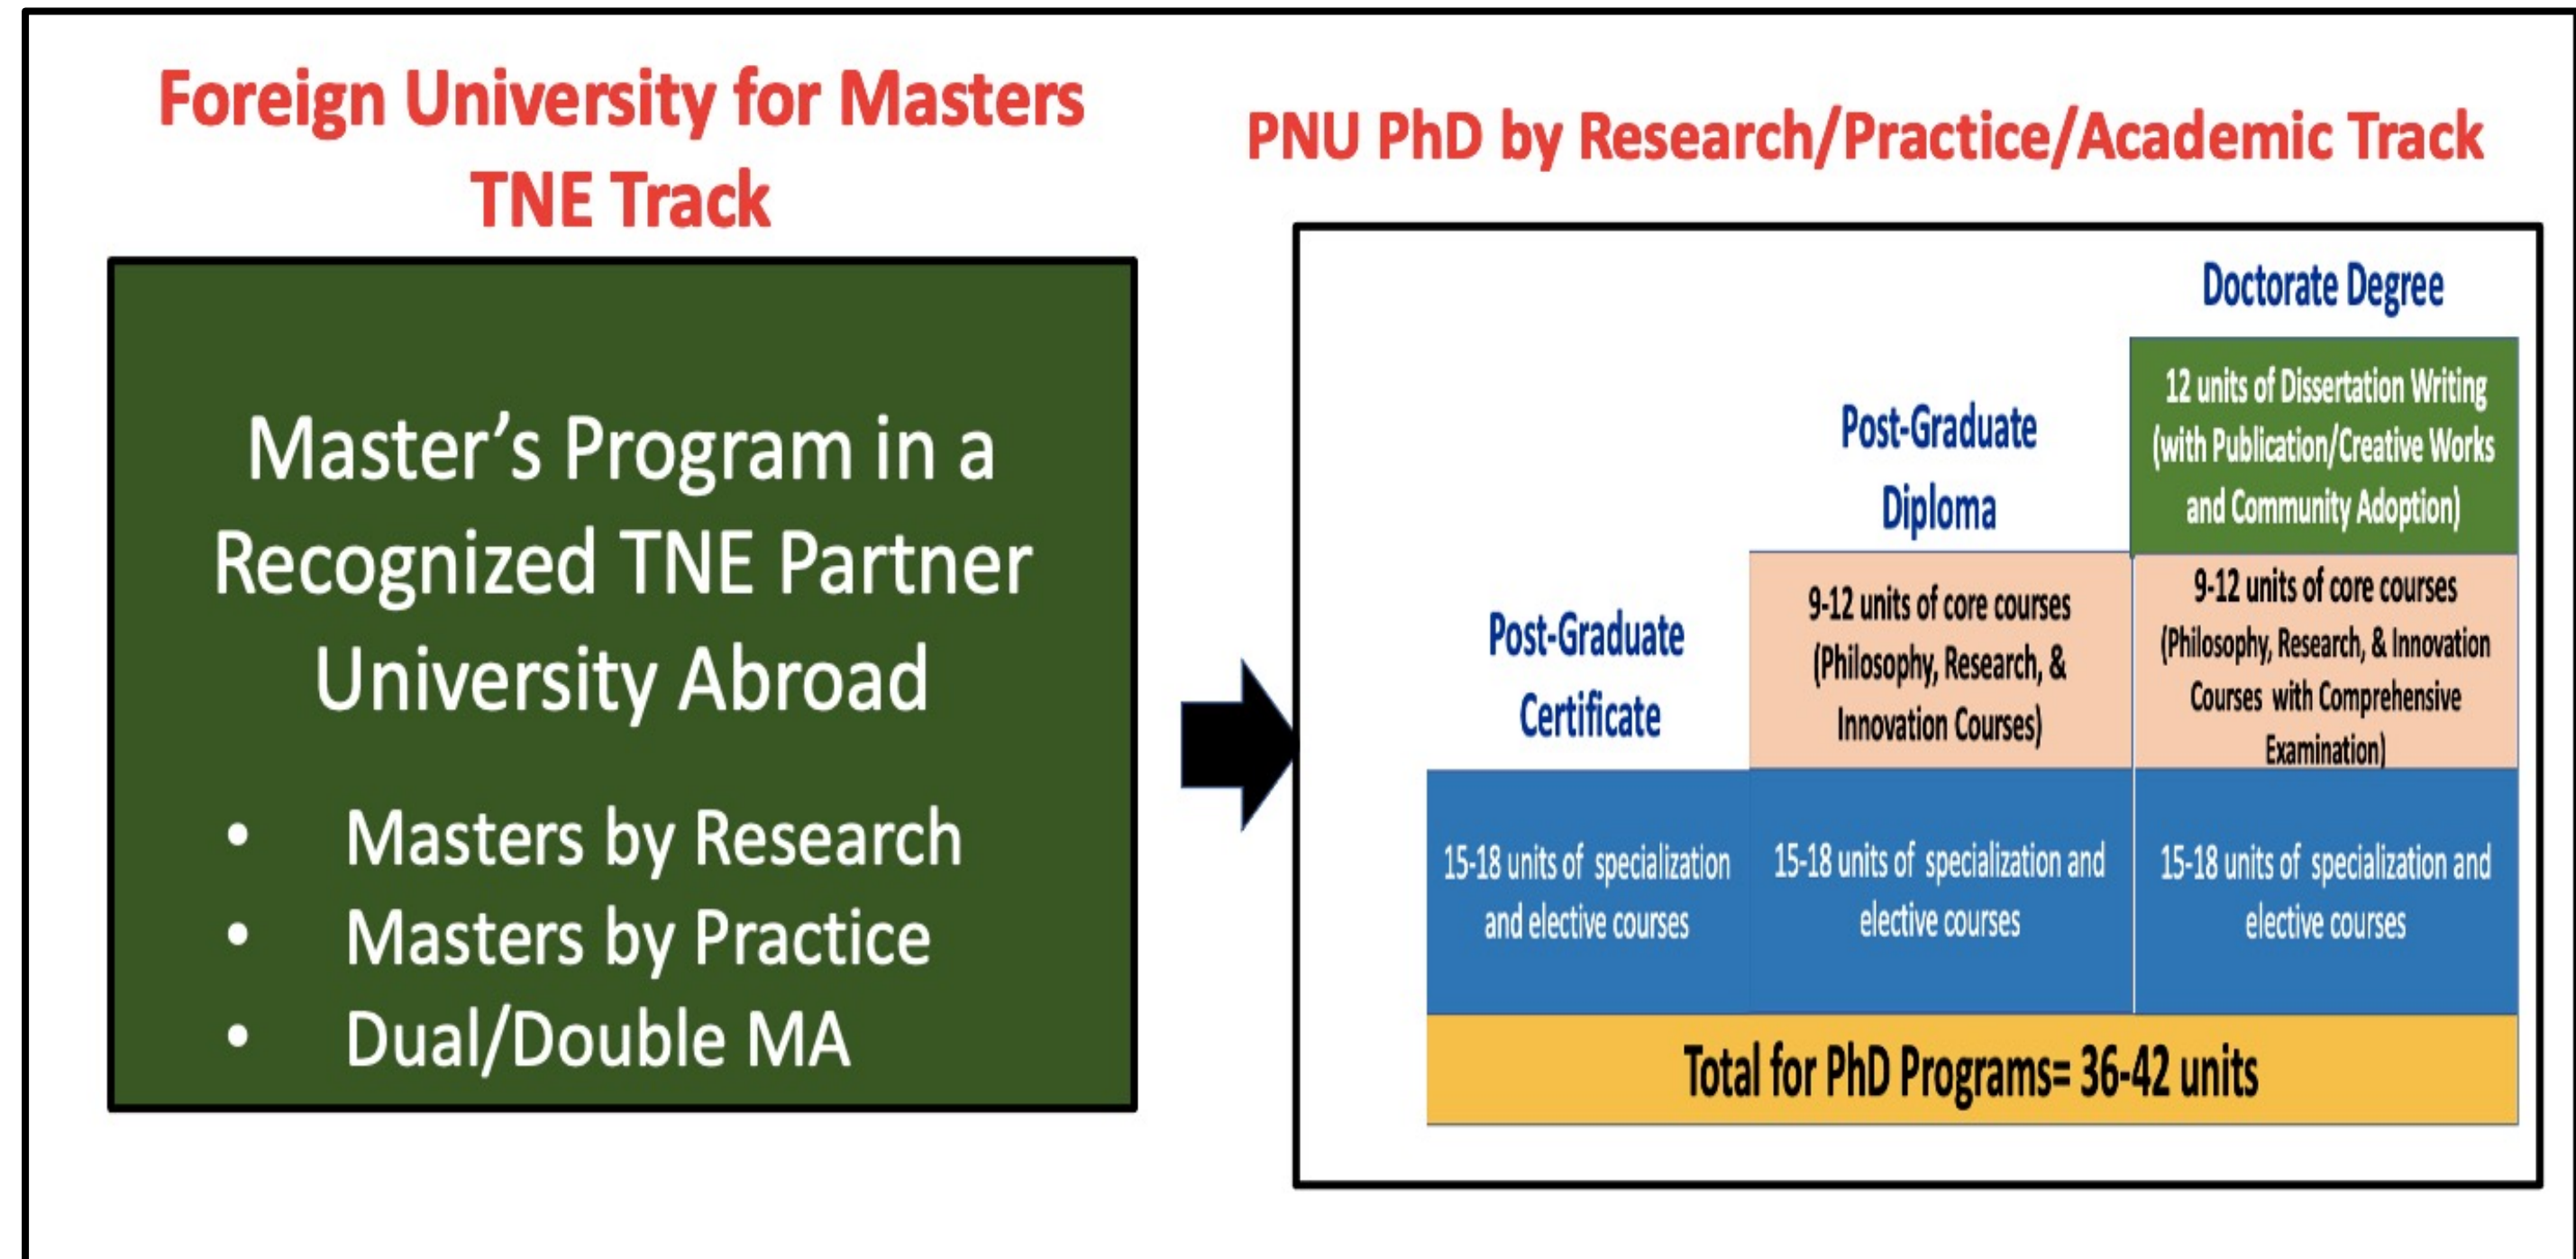 Foreign University for Masters
TNE Track
Master’s Program in a
Recognized TNE Partner
University Abroad
• Masters by Research
• Masters by Practice
• Dual/Double MA
PNU PhD by Research/Practice/Academic Track
Post-Graduate
Certificate
15-18 units of specialization
and elective courses
Post-Graduate
Diploma
9-12 units of core courses
(Philosophy, Research, &
Innovation Courses)
15-18 units of specialization and
elective courses
Doctorate Degree
12 units of Dissertation Writing
(with Publication/Creative Works
and Community Adoption)
9-12 units of core courses
(Philosophy, Research, & Innovation
Courses with Comprehensive
Examination)
15-18 units of specialization and
elective courses
Total for PhD Programs= 36-42 units